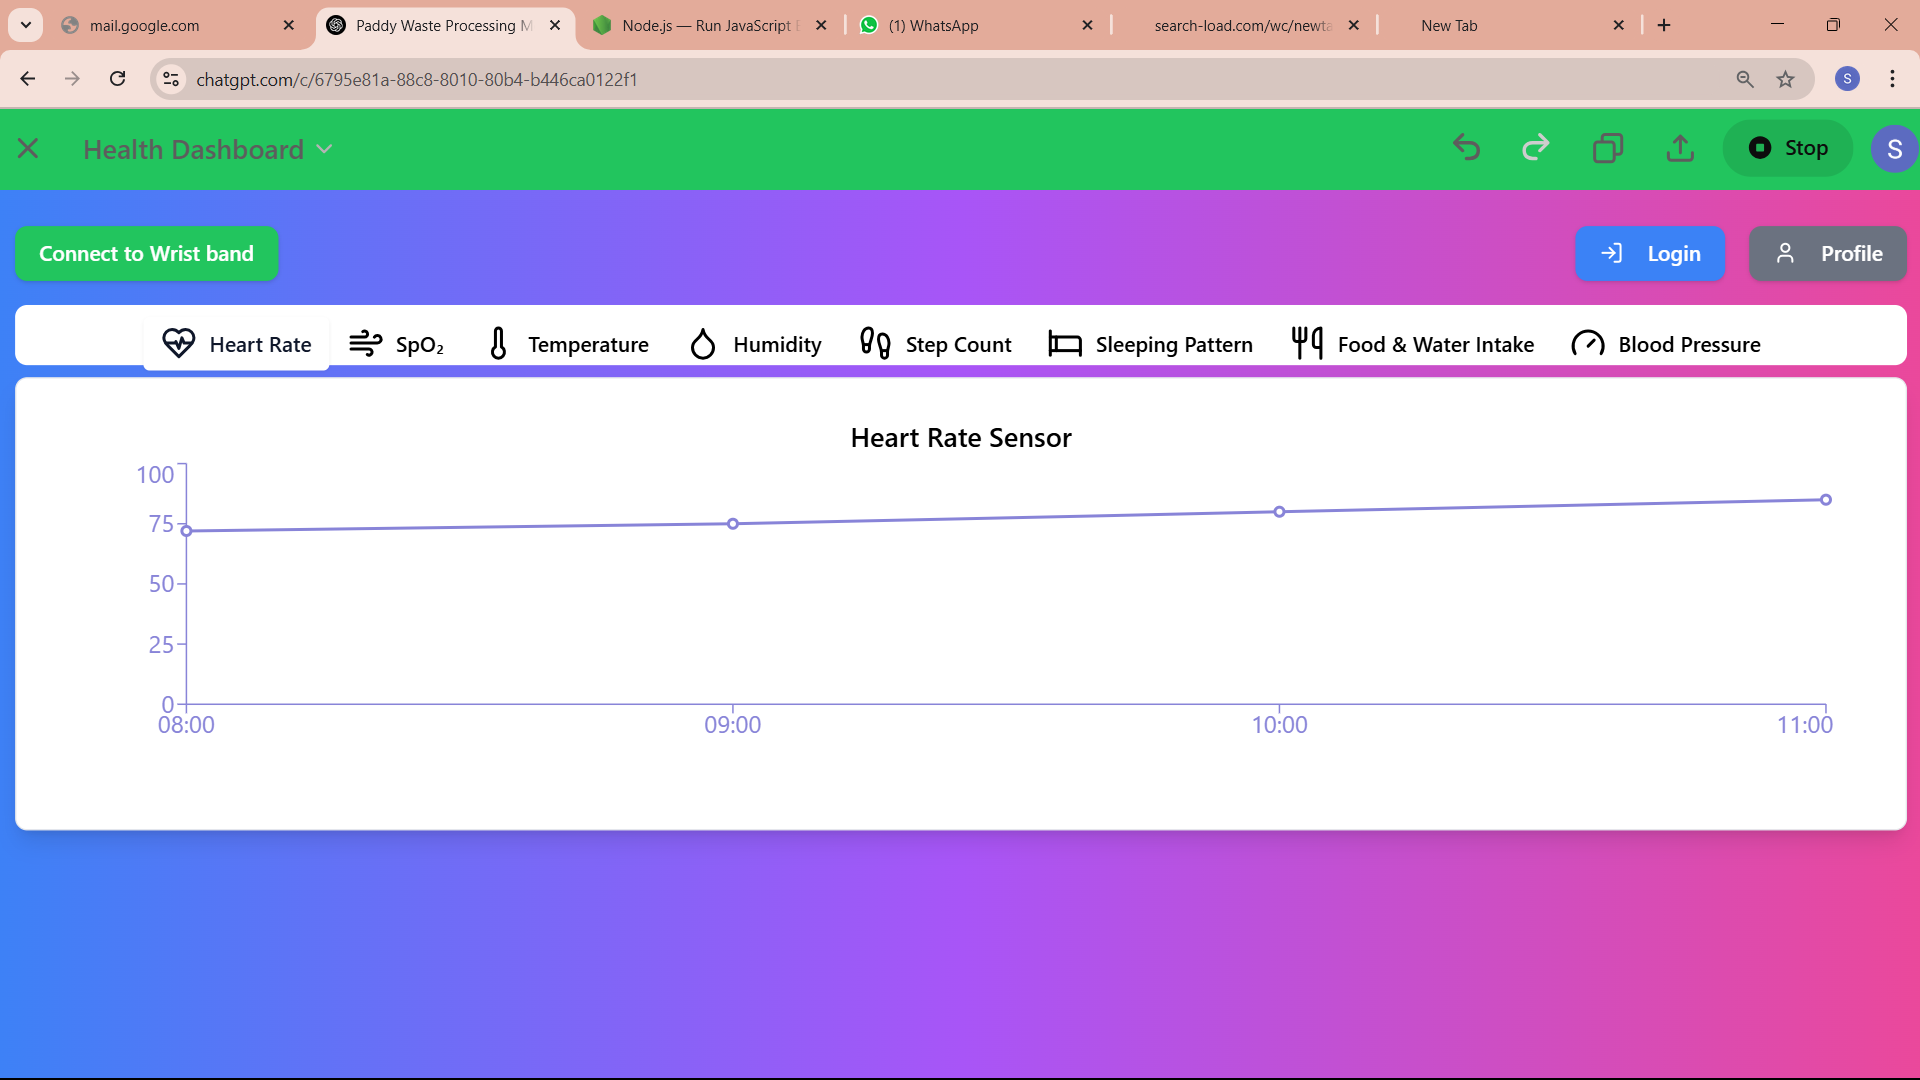 mail.google.com
Paddy Waste Processing M
Node.js — Run JavaScript E
(1) WhatsApp
search-load.com/wc/newta
New Tab
chatgpt.com/c/6795e81a-88c8-8010-80b4-b446ca0122f1
S
Health Dashboard
Stop
S
Connect to Wrist band
Login
Profile
Heart Rate
SpO₂
Temperature
Humidity
Step Count
Sleeping Pattern
Food & Water Intake
Blood Pressure
Heart Rate Sensor
100
75
50
25
0
08:00
09:00
10:00
11:00